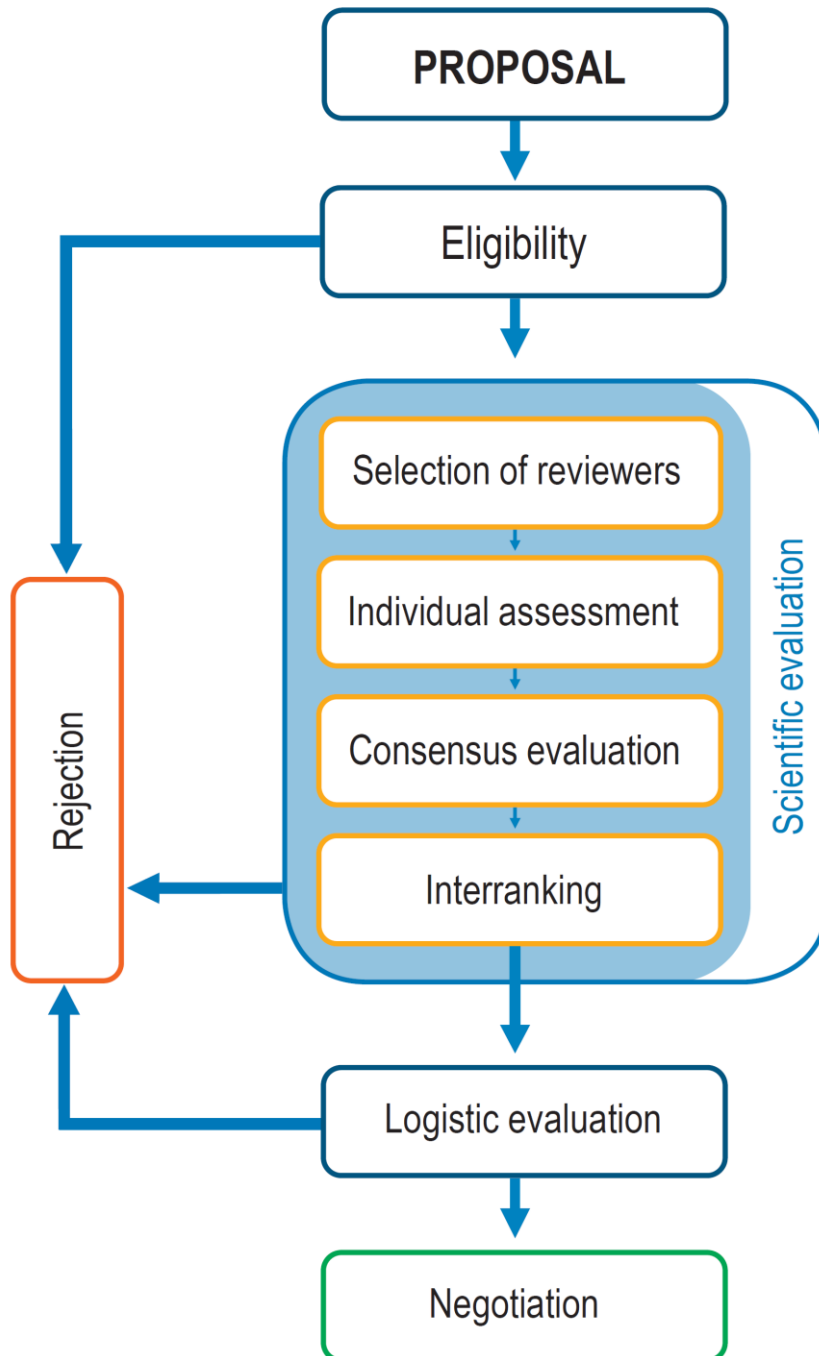 PROPOSAL
Eligibility
Selection of reviewers
Individual assessment
Consensus evaluation
Interranking
Scientific evaluation
Rejection
Logistic evaluation
Negotiation